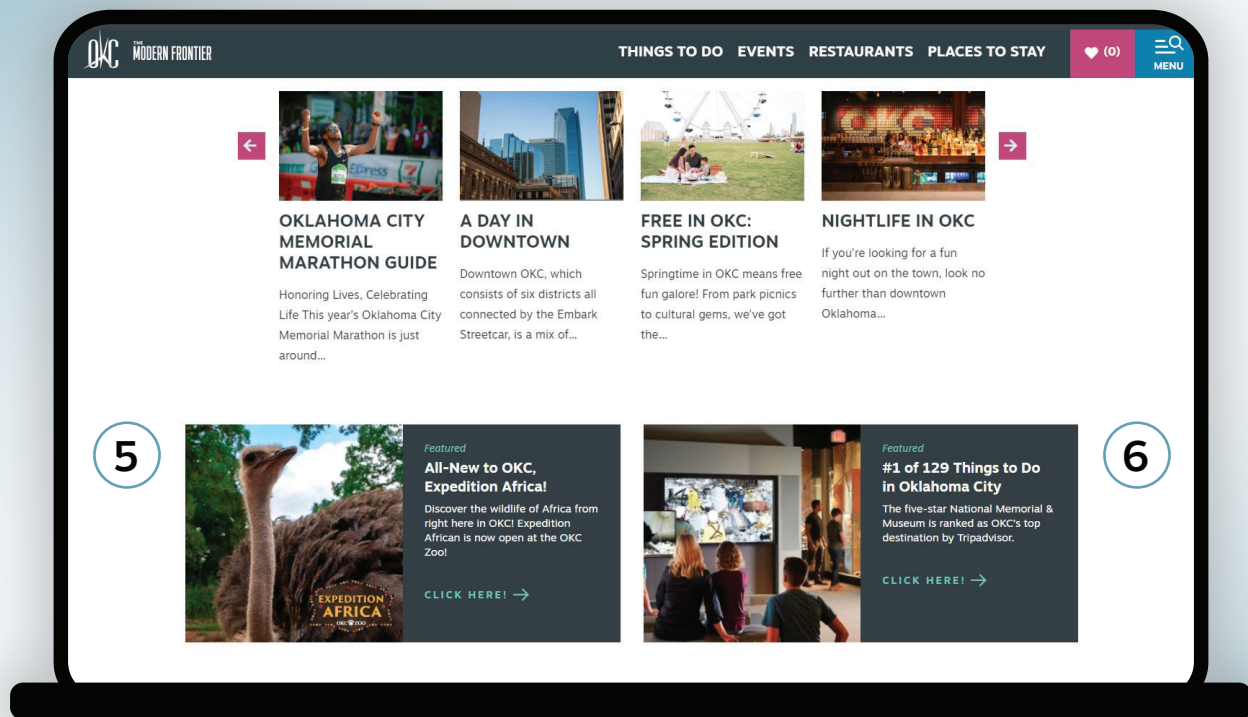 OKC THE MODERN FRONTIER
THINGS TO DO EVENTS RESTAURANTS PLACES TO STAY
(0)
MENU
OKC
OKLAHOMA CITY
MEMORIAL
MARATHON GUIDE
Honoring Lives, Celebrating
Life This year's Oklahoma City
Memorial Marathon is just
around...
A DAY IN
DOWNTOWN
Downtown OKC, which
consists of six districts all
connected by the Embark
Streetcar, is a mix of...
FREE IN OKC:
SPRING EDITION
Springtime in OKC means free
fun galore! From park picnics
to cultural gems, we've got
the...
NIGHTLIFE IN OKC
If you're looking for a fun
night out on the town, look no
further than downtown
Oklahoma...
5
EXPEDITION
AFRICA
OKC ZOO
Featured
All-New to OKC,
Expedition Africa!
Discover the wildlife of Africa from
right here in OKC! Expedition
African is now open at the OKC
Zoo!
CLICK HERE!
Featured
#1 of 129 Things to Do
in Oklahoma City
The five-star National Memorial &
Museum is ranked as OKC's top
destination by Tripadvisor.
CLICK HERE!
6